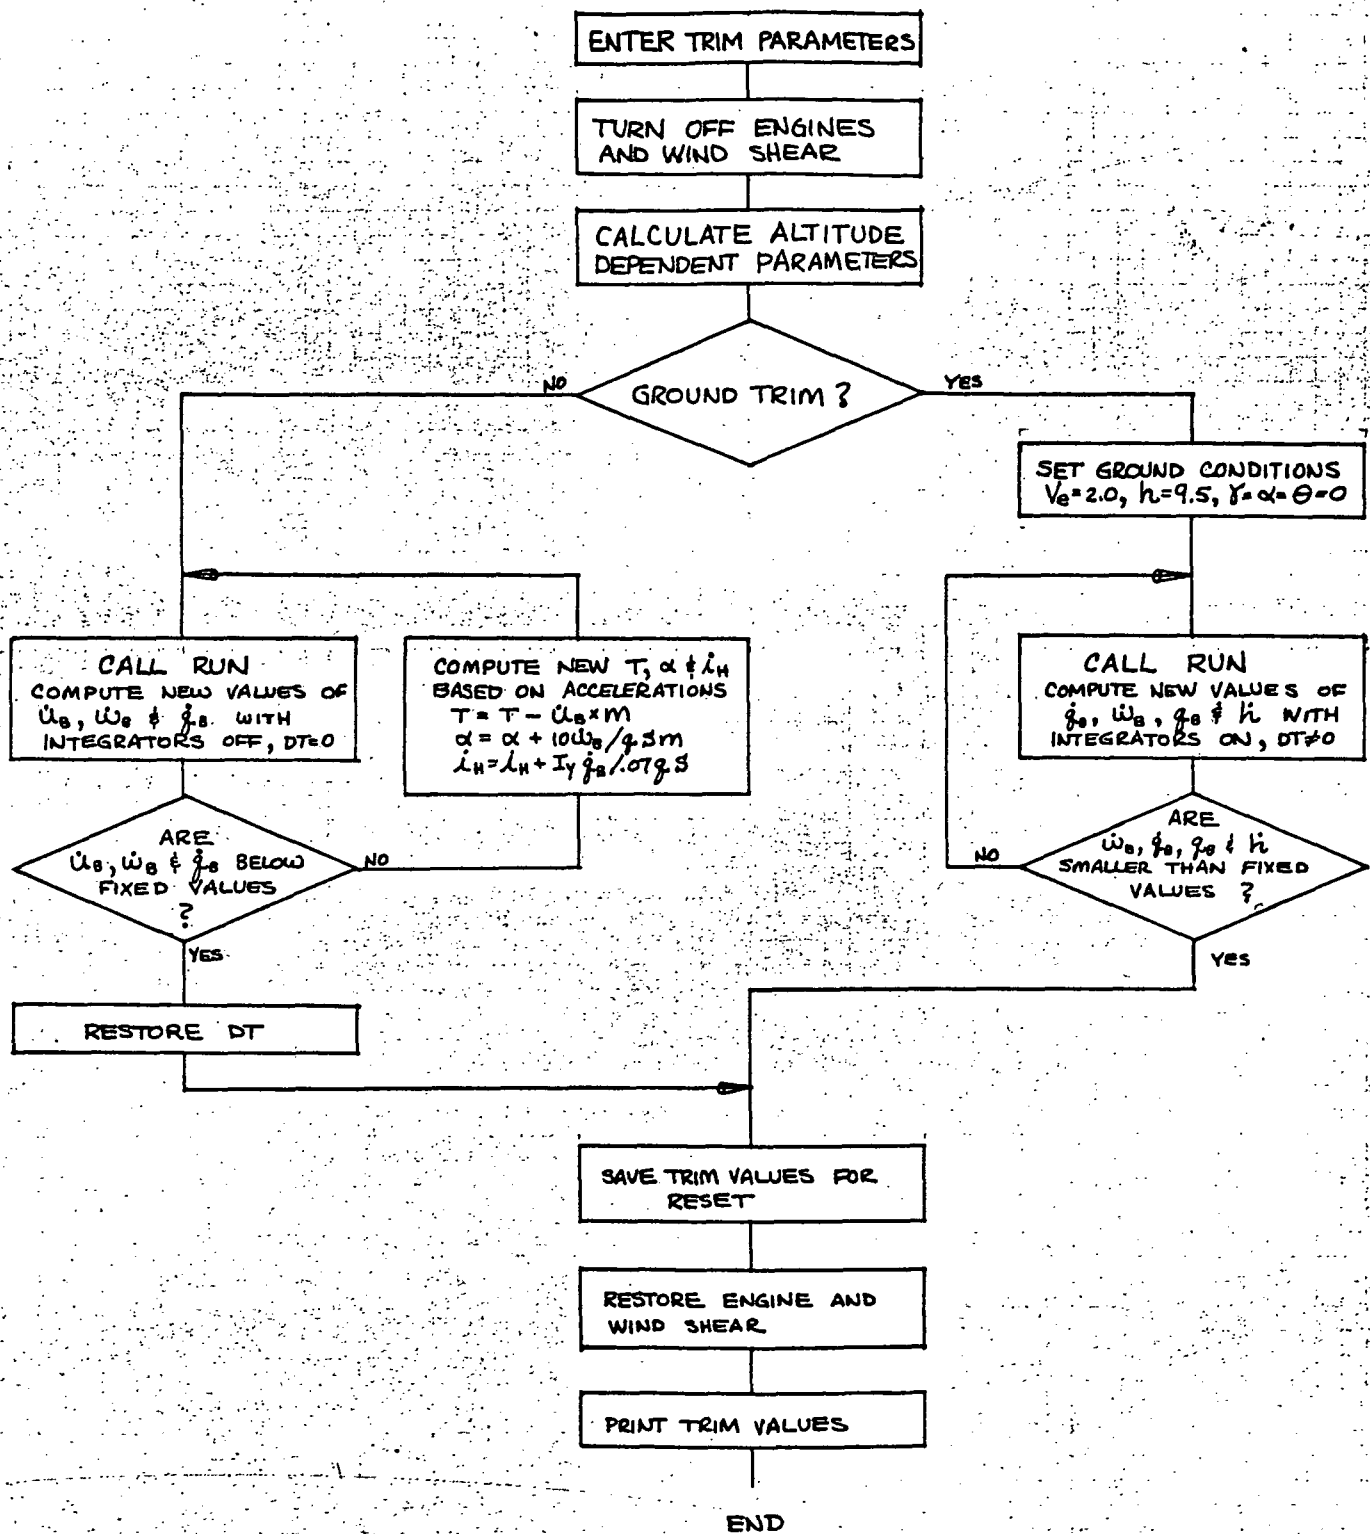 ENTER TRIM PARAMETERS
TURN OFF ENGINES
AND WIND SHEAR
CALCULATE ALTITUDE
DEPENDENT PARAMETERS
GROUND TRIM ?
NO
YES
SET GROUND CONDITIONS
Ve=2.0, h=9.5, γ=α=θ=0
CALL RUN
COMPUTE NEW VALUES OF
u̇B, ẇB & q̇B WITH
INTEGRATORS OFF, DT=0
COMPUTE NEW T, α & iH
BASED ON ACCELERATIONS
T = T - u̇B×m
α = α + 10ẇB/qSm
iH = iH + IY q̇B/.07qS
CALL RUN
COMPUTE NEW VALUES OF
q̇B, ẇB, qB & ḣ WITH
INTEGRATORS ON, DT≠0
ARE
u̇B, ẇB & q̇B BELOW
FIXED VALUES
?
NO
YES
ARE
ẇB, q̇B, qB & ḣ
SMALLER THAN FIXED
VALUES ?
NO
YES
RESTORE DT
SAVE TRIM VALUES FOR
RESET
RESTORE ENGINE AND
WIND SHEAR
PRINT TRIM VALUES
END